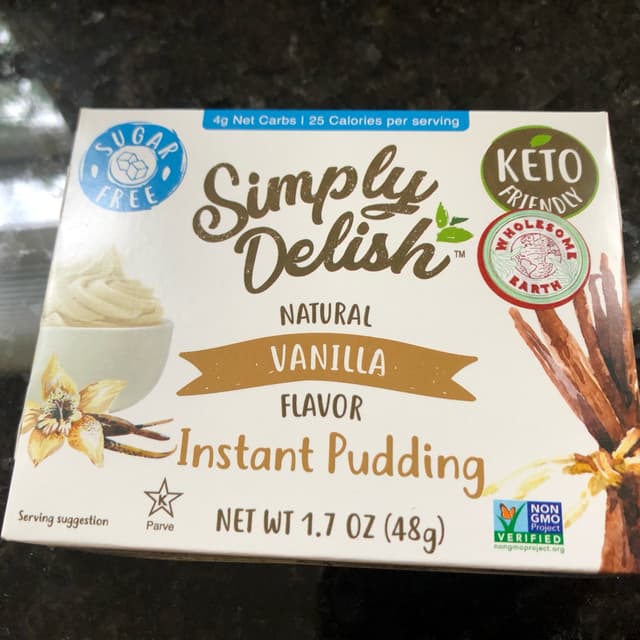 4g Net Carbs | 25 Calories per serving
SUGAR
FREE
Simply
Delish™
KETO
FRIENDLY
WHOLESOME
EARTH
NATURAL
VANILLA
FLAVOR
Instant Pudding
Serving suggestion
K
Parve
NET WT 1.7 OZ (48g)
NON
GMO
Project
VERIFIED
nongmoproject.org